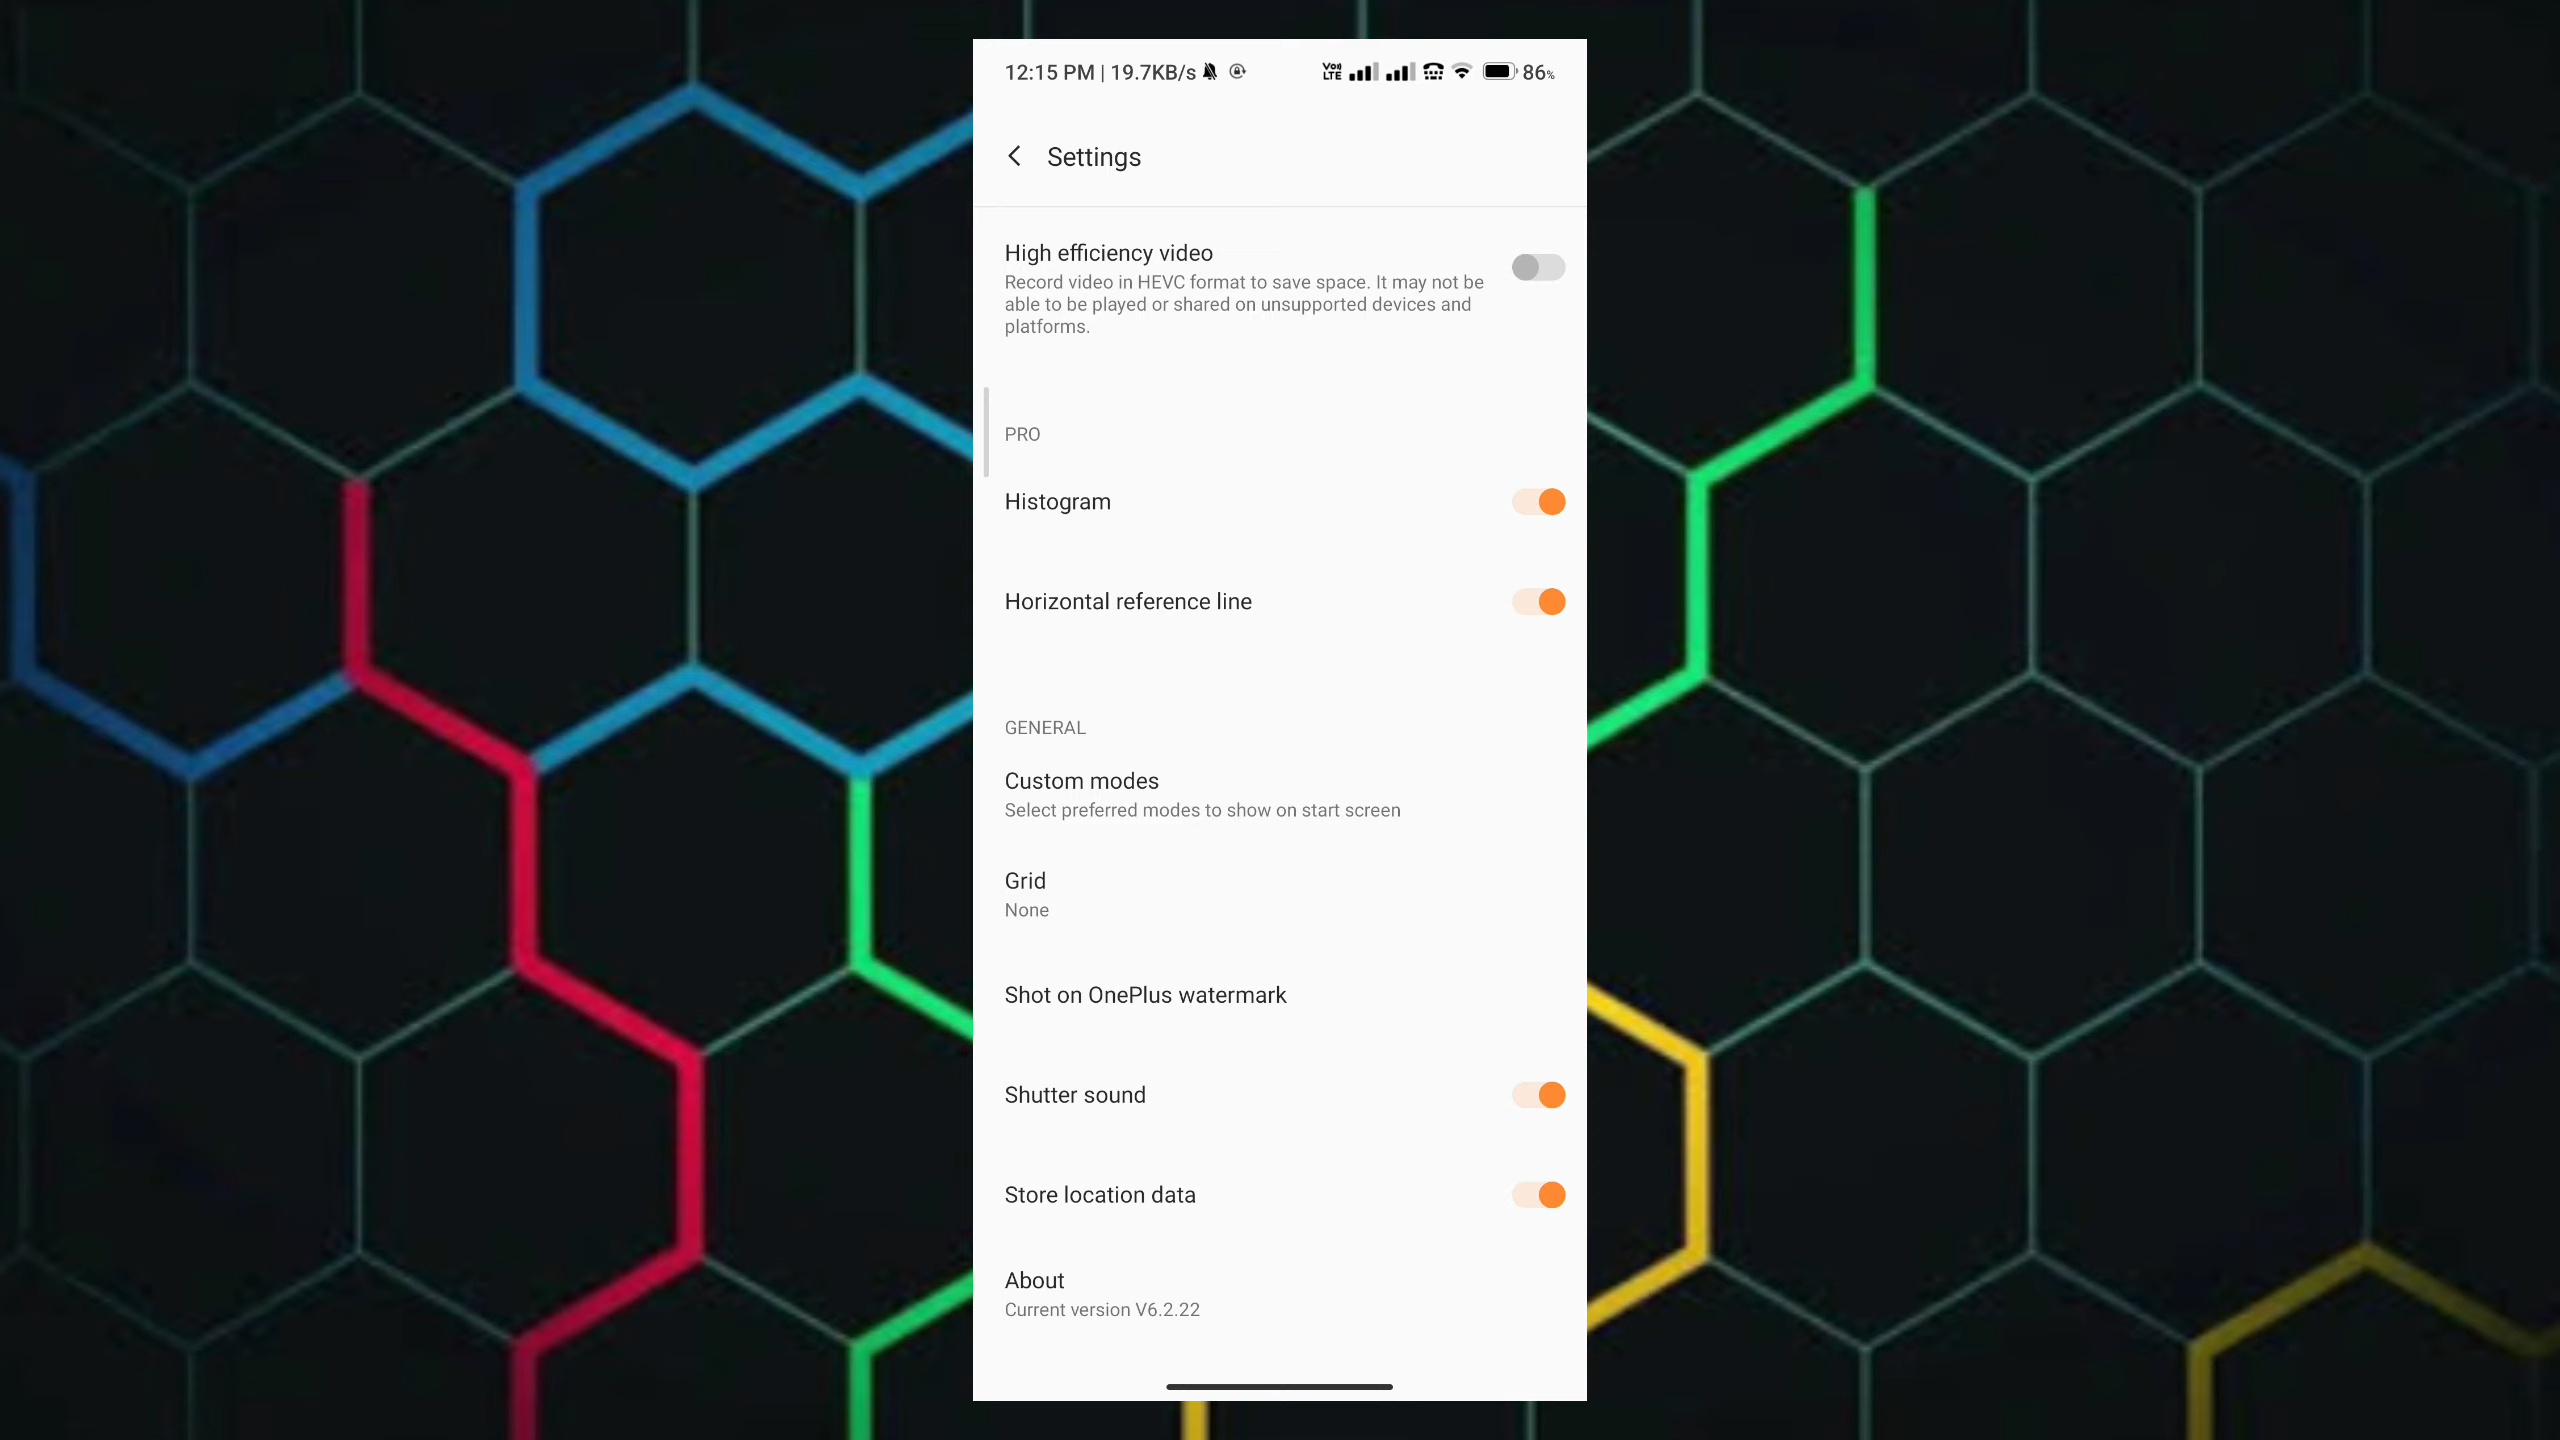 12:15 PM | 19.7KB/s VoLTE 86%
Settings
High efficiency video
Record video in HEVC format to save space. It may not be
able to be played or shared on unsupported devices and
platforms.
PRO
Histogram
Horizontal reference line
GENERAL
Custom modes
Select preferred modes to show on start screen
Grid
None
Shot on OnePlus watermark
Shutter sound
Store location data
About
Current version V6.2.22